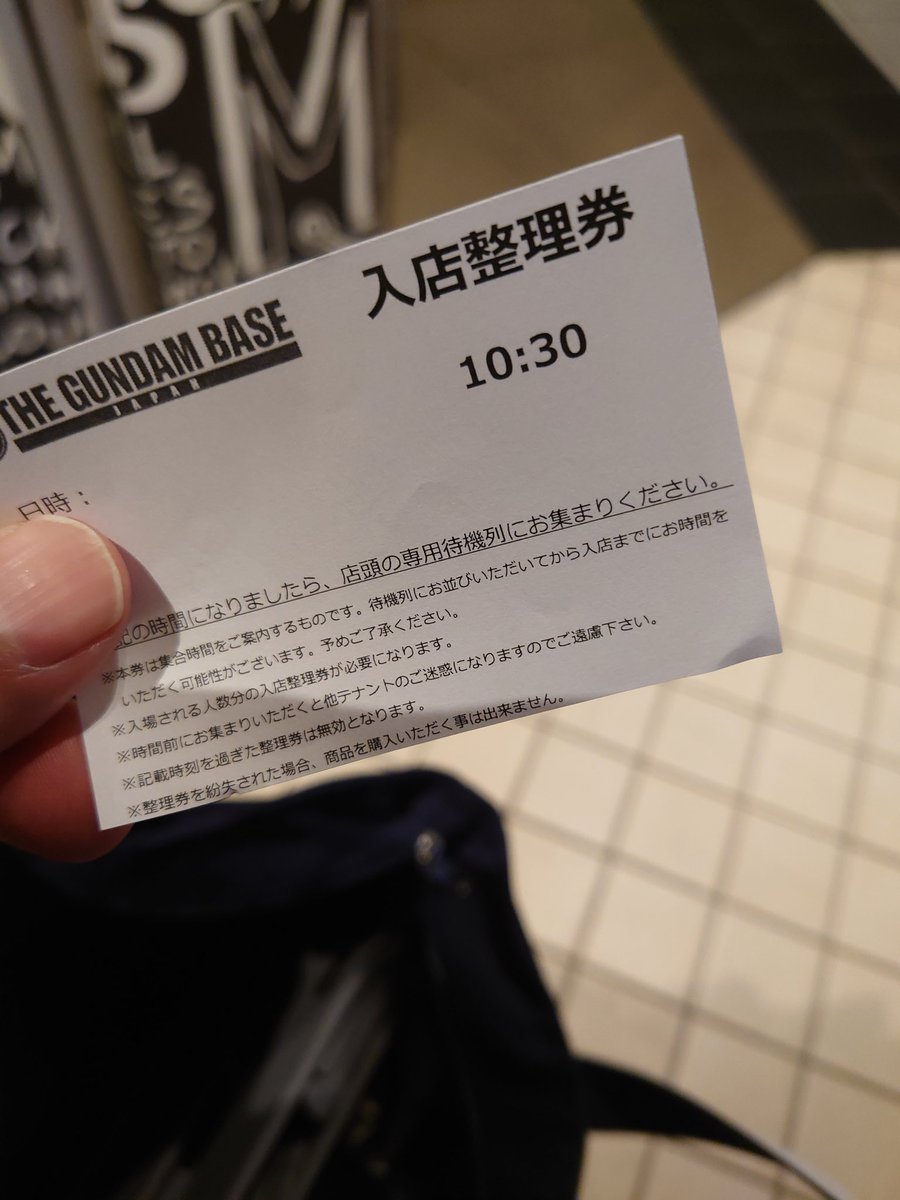 入店整理券
THE GUNDAM BASE
JAPAN
10:30
日時：
記の時間になりましたら、店頭の専用待機列にお集まりください。
※本券は集合時間をご案内するものです。待機列にお並びいただいてから入店までにお時間を
いただく可能性がございます。予めご了承ください。
※入場される人数分の入店整理券が必要になります。
※時間前にお集まりいただくと他テナントのご迷惑になりますのでご遠慮下さい。
※記載時刻を過ぎた整理券は無効となります。
※整理券を紛失された場合、商品を購入いただく事は出来ません。